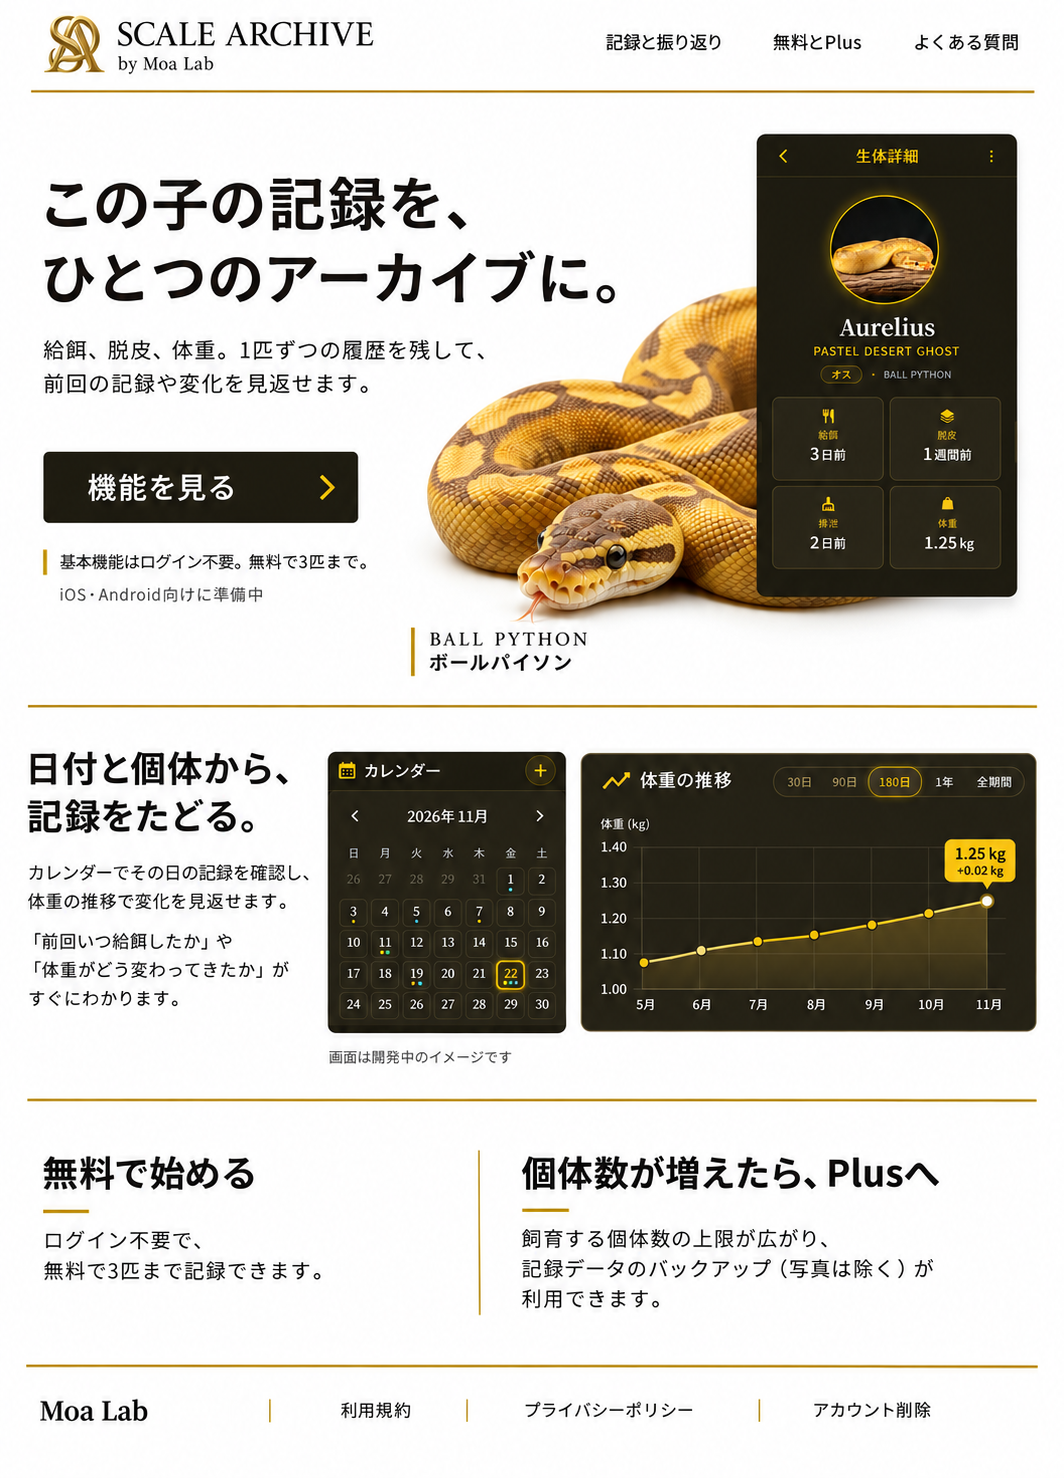 SCALE ARCHIVE
by Moa Lab
記録と振り返り
無料とPlus
よくある質問
この子の記録を、
ひとつのアーカイブに。
給餌、脱皮、体重。1匹ずつの履歴を残して、
前回の記録や変化を見返せます。
機能を見る
基本機能はログイン不要。無料で3匹まで。
iOS・Android向けに準備中
BALL PYTHON
ボールパイソン
生体詳細
Aurelius
PASTEL DESERT GHOST
オス ・ BALL PYTHON
給餌
3日前
脱皮
1週間前
排泄
2日前
体重
1.25 kg
日付と個体から、
記録をたどる。
カレンダーでその日の記録を確認し、
体重の推移で変化を見返せます。
「前回いつ給餌したか」や
「体重がどう変わってきたか」が
すぐにわかります。
カレンダー
2026年 11月
日 月 火 水 木 金 土
26 27 28 29 31 1 2
3 4 5 6 7 8 9
10 11 12 13 14 15 16
17 18 19 20 21 22 23
24 25 26 27 28 29 30
画面は開発中のイメージです
体重の推移
30日 90日 180日 1年 全期間
体重 (kg)
1.40
1.30
1.20
1.10
1.00
1.25 kg
+0.02 kg
5月 6月 7月 8月 9月 10月 11月
無料で始める
ログイン不要で、
無料で3匹まで記録できます。
個体数が増えたら、Plusへ
飼育する個体数の上限が広がり、
記録データのバックアップ（写真は除く）が
利用できます。
Moa Lab
利用規約
プライバシーポリシー
アカウント削除